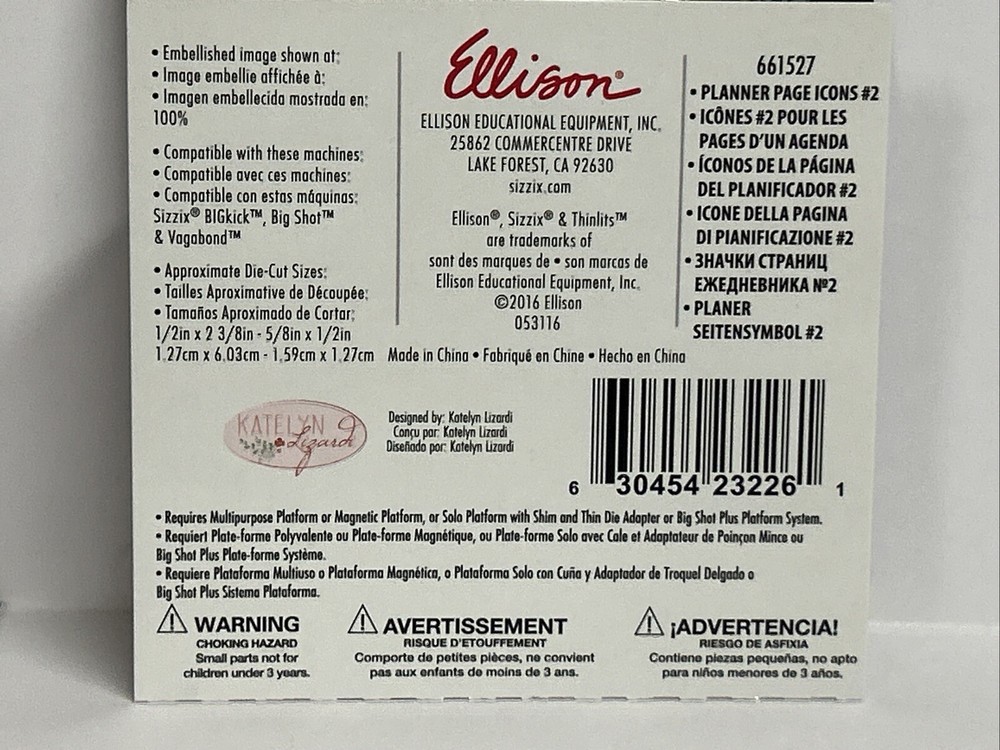 • Embellished image shown at:
• Image embellie affichée à:
• Imagen embellecida mostrada en:
100%
• Compatible with these machines:
• Compatible avec ces machines:
• Compatible con estas máquinas:
Sizzix® BIGkick™, Big Shot™
& Vagabond™
• Approximate Die-Cut Sizes:
• Tailles Aproximative de Découpée:
• Tamaños Aproximado de Cortar:
1/2in x 2 3/8in - 5/8in x 1/2in
1.27cm x 6.03cm - 1.59cm x 1.27cm
Ellison®
ELLISON EDUCATIONAL EQUIPMENT, INC.
25862 COMMERCENTRE DRIVE
LAKE FOREST, CA 92630
sizzix.com
Ellison®, Sizzix® & Thinlits™
are trademarks of
sont des marques de • son marcas de
Ellison Educational Equipment, Inc.
©2016 Ellison
053116
Made in China • Fabriqué en Chine • Hecho en China
661527
• PLANNER PAGE ICONS #2
• ICÔNES #2 POUR LES
PAGES D'UN AGENDA
• ÍCONOS DE LA PÁGINA
DEL PLANIFICADOR #2
• ICONE DELLA PAGINA
DI PIANIFICAZIONE #2
• ЗНАЧКИ СТРАНИЦ
ЕЖЕДНЕВНИКА №2
• PLANER
SEITENSYMBOL #2
KATELYN
Lizardi
Designed by: Katelyn Lizardi
Conçu par: Katelyn Lizardi
Diseñado por: Katelyn Lizardi
6 30454 23226 1
• Requires Multipurpose Platform or Magnetic Platform, or Solo Platform with Shim and Thin Die Adapter or Big Shot Plus Platform System.
• Requiert Plate-forme Polyvalente ou Plate-forme Magnétique, ou Plate-forme Solo avec Cale et Adaptateur de Poinçon Mince ou
Big Shot Plus Plate-forme Système.
• Requiere Plataforma Multiuso o Plataforma Magnética, o Plataforma Solo con Cuña y Adaptador de Troquel Delgado o
Big Shot Plus Sistema Plataforma.
WARNING
CHOKING HAZARD
Small parts not for
children under 3 years.
AVERTISSEMENT
RISQUE D'ETOUFFEMENT
Comporte de petites pièces, ne convient
pas aux enfants de moins de 3 ans.
¡ADVERTENCIA!
RIESGO DE ASFIXIA
Contiene piezas pequeñas, no apto
para niños menores de 3 años.